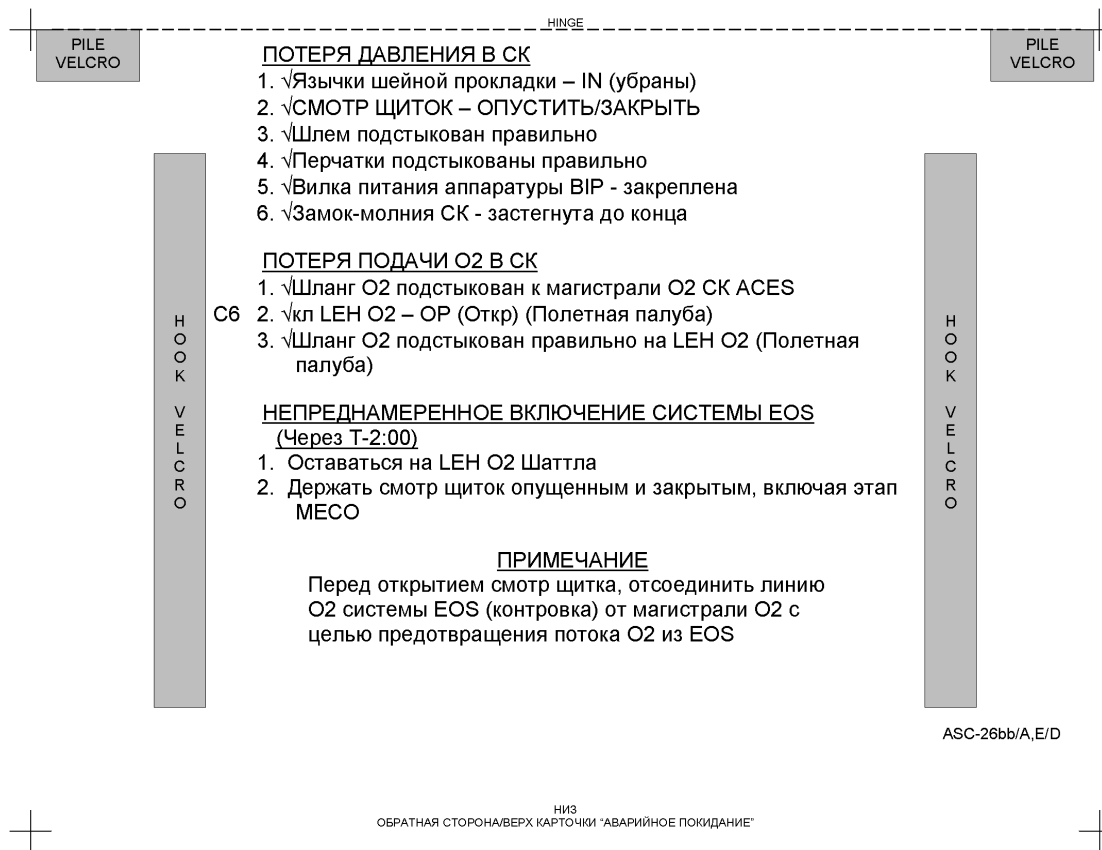 HINGE
PILE
VELCRO
PILE
VELCRO
ПОТЕРЯ ДАВЛЕНИЯ В СК
1. √Язычки шейной прокладки – IN (убраны)
2. √СМОТР ЩИТОК – ОПУСТИТЬ/ЗАКРЫТЬ
3. √Шлем подстыкован правильно
4. √Перчатки подстыкованы правильно
5. √Вилка питания аппаратуры BIP - закреплена
6. √Замок-молния СК - застегнута до конца
ПОТЕРЯ ПОДАЧИ О2 В СК
1. √Шланг О2 подстыкован к магистрали О2 СК ACES
C6 2. √кл LEH O2 – OP (Откр) (Полетная палуба)
3. √Шланг О2 подстыкован правильно на LEH O2 (Полетная
палуба)
НЕПРЕДНАМЕРЕННОЕ ВКЛЮЧЕНИЕ СИСТЕМЫ EOS
(Через Т-2:00)
1. Оставаться на LEH O2 Шаттла
2. Держать смотр щиток опущенным и закрытым, включая этап
MECO
ПРИМЕЧАНИЕ
Перед открытием смотр щитка, отсоединить линию
О2 системы EOS (контровка) от магистрали О2 с
целью предотвращения потока О2 из EOS
H
O
O
K
V
E
L
C
R
O
H
O
O
K
V
E
L
C
R
O
ASC-26bb/A,E/D
НИЗ
ОБРАТНАЯ СТОРОНА/ВЕРХ КАРТОЧКИ “АВАРИЙНОЕ ПОКИДАНИЕ”